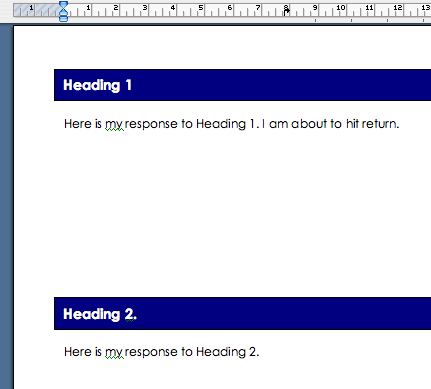 1 1 2 3 4 5 6 7 8 9 10 11 12 13
Heading 1
Here is my response to Heading 1. I am about to hit return.
Heading 2.
Here is my response to Heading 2.